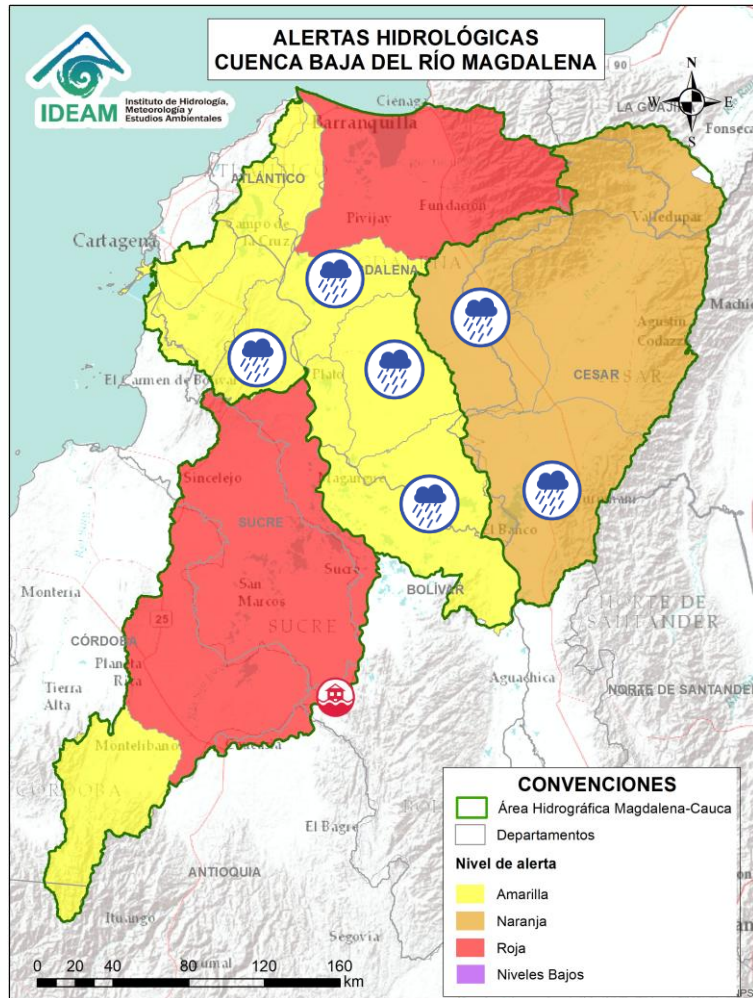 ALERTAS HIDROLÓGICAS
CUENCA BAJA DEL RÍO MAGDALENA
IDEAM
Instituto de Hidrología,
Meteorología y
Estudios Ambientales
90
N
W E
S
LA GUAJI
Ciénaga
Barranquilla
Fonseca
ATLÁNTICO
Pivijay
Fundación
Valledupar
Cartagena
Campo de
la Cruz
DALENA
Agustín
Codazzi
El Carmen de Bolívar
Plato
CESAR
Sincelejo
Magangué
SUCRE
El Banco
Sucre
San
Marcos
BOLÍVAR
Montería
SUCRE
25
CÓRDOBA
Planeta
Rica
NORTE DE
SANTANDER
Tierra
Alta
Aguachica
NORTE DE SANTANDER
Montelíbano
El Bagre
ANTIOQUIA
Ituango
Segovia
0 20 40 80 120 160
km
CONVENCIONES
Área Hidrográfica Magdalena-Cauca
Departamentos
Nivel de alerta
Amarilla
Naranja
Roja
Niveles Bajos